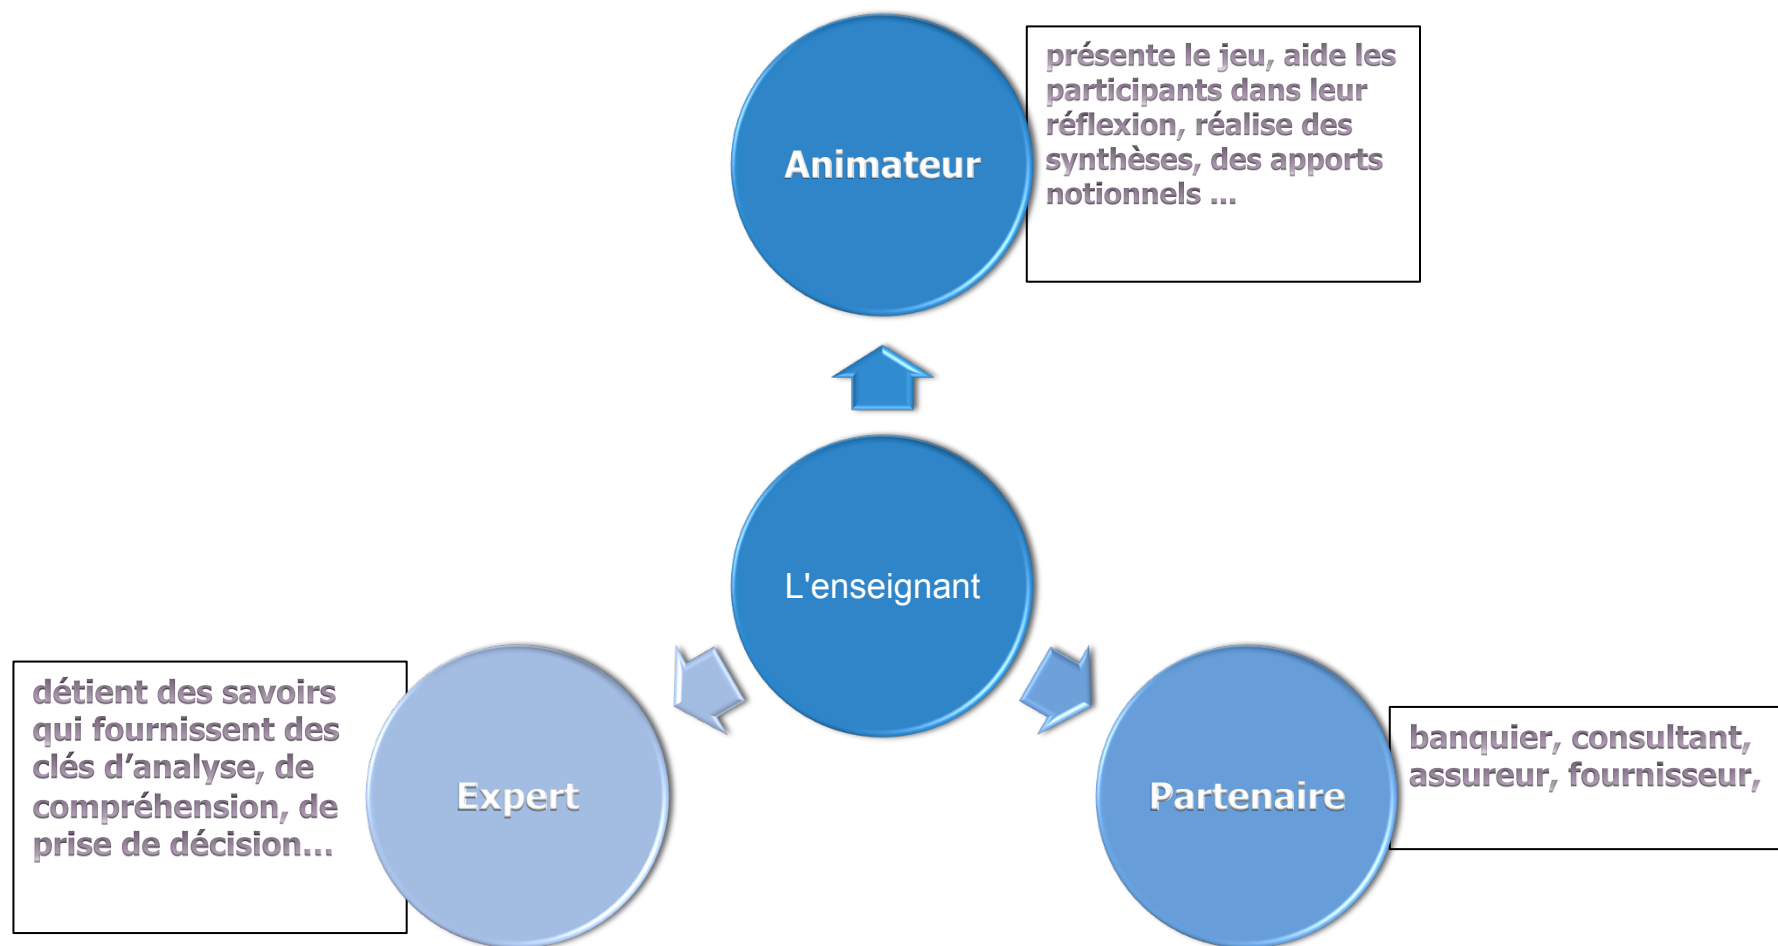 présente le jeu, aide les
participants dans leur
réflexion, réalise des
synthèses, des apports
notionnels ...
Animateur
L'enseignant
détient des savoirs
qui fournissent des
clés d’analyse, de
compréhension, de
prise de décision...
Expert
Partenaire
banquier, consultant,
assureur, fournisseur,